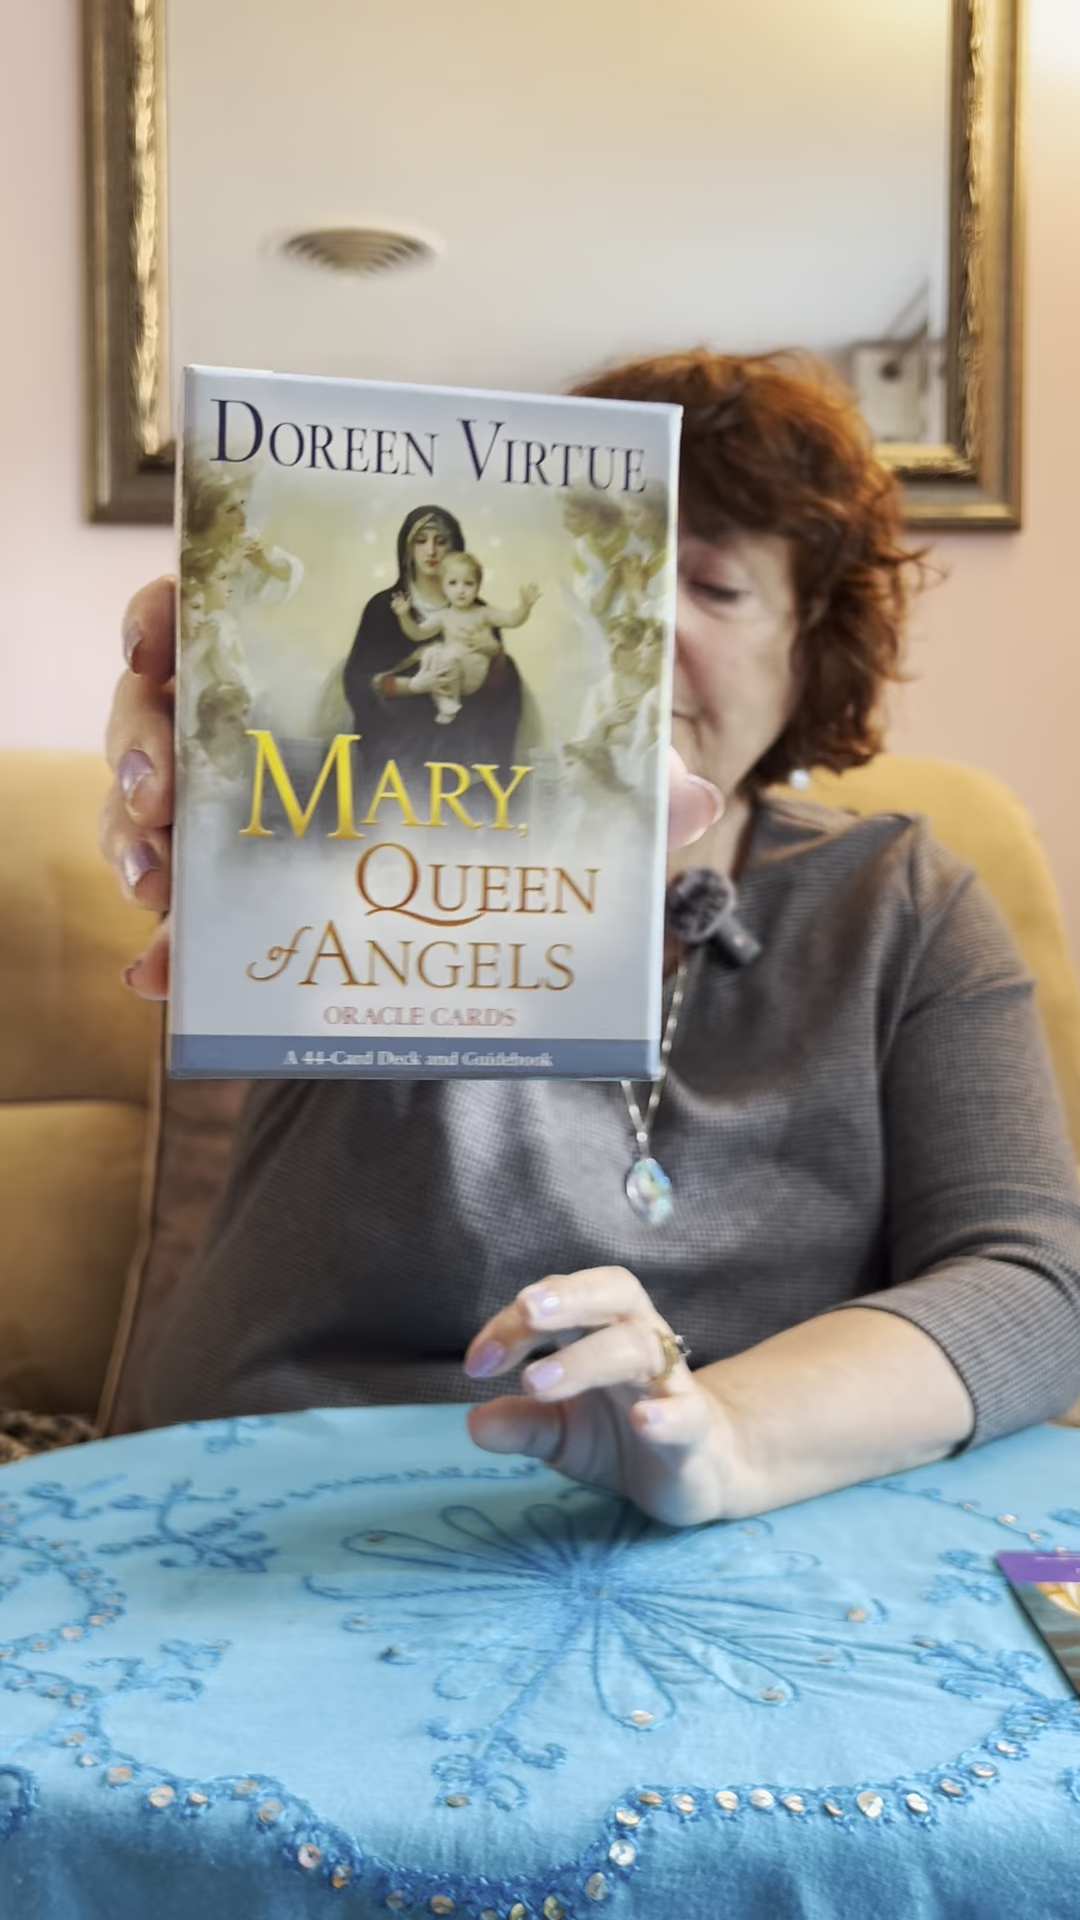 DOREEN VIRTUE
MARY,
QUEEN
of ANGELS
ORACLE CARDS
A 44-Card Deck and Guidebook